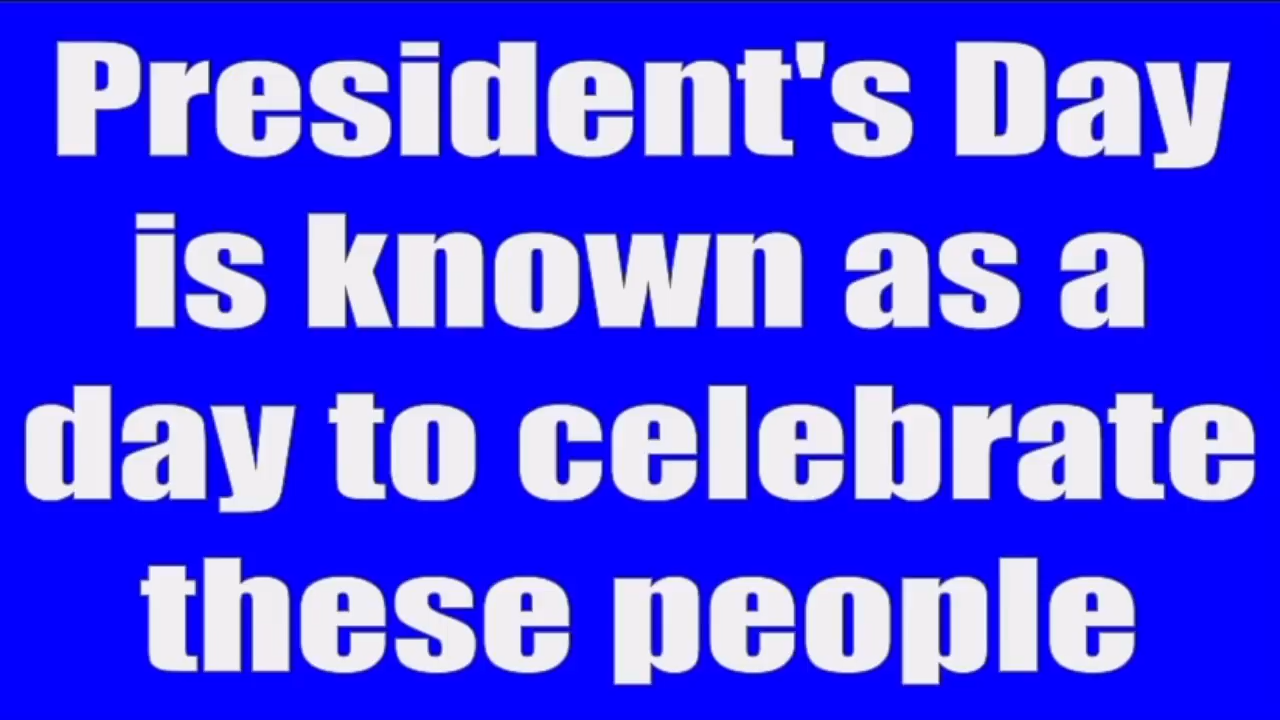 President's Day
is known as a
day to celebrate
these people